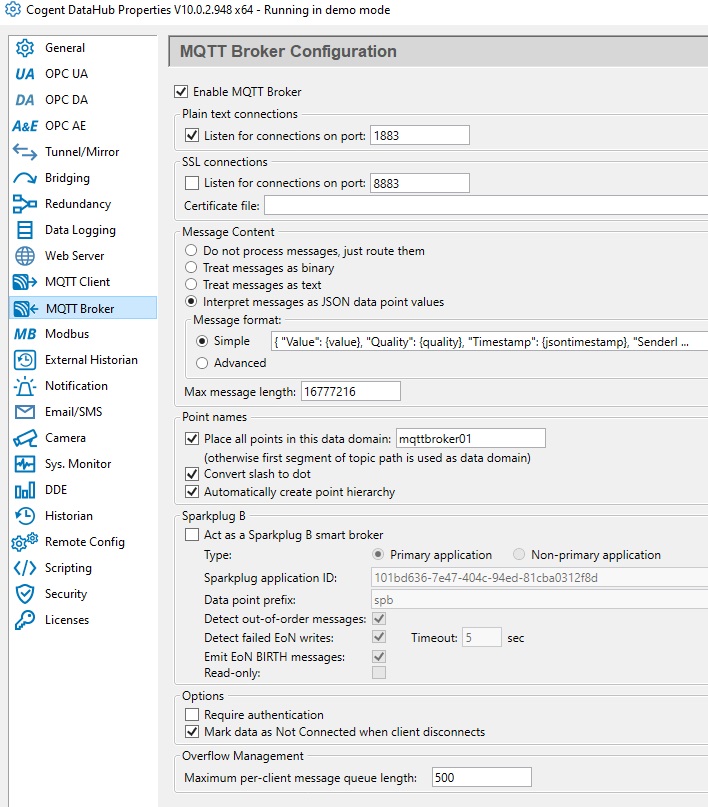 Cogent DataHub Properties V10.0.2.948 x64 - Running in demo mode
General
UA OPC UA
DA OPC DA
A&E OPC AE
Tunnel/Mirror
Bridging
Redundancy
Data Logging
Web Server
MQTT Client
MQTT Broker
MB Modbus
External Historian
Notification
Email/SMS
Camera
Sys. Monitor
DDE
Historian
Remote Config
Scripting
Security
Licenses
MQTT Broker Configuration
Enable MQTT Broker
Plain text connections
Listen for connections on port: 1883
SSL connections
Listen for connections on port: 8883
Certificate file:
Message Content
Do not process messages, just route them
Treat messages as binary
Treat messages as text
Interpret messages as JSON data point values
Message format:
Simple { "Value": {value}, "Quality": {quality}, "Timestamp": {jsontimestamp}, "SenderI ...
Advanced
Max message length: 16777216
Point names
Place all points in this data domain: mqttbroker01
(otherwise first segment of topic path is used as data domain)
Convert slash to dot
Automatically create point hierarchy
Sparkplug B
Act as a Sparkplug B smart broker
Type: Primary application Non-primary application
Sparkplug application ID: 101bd636-7e47-404c-94ed-81cba0312f8d
Data point prefix: spb
Detect out-of-order messages:
Detect failed EoN writes: Timeout: 5 sec
Emit EoN BIRTH messages:
Read-only:
Options
Require authentication
Mark data as Not Connected when client disconnects
Overflow Management
Maximum per-client message queue length: 500